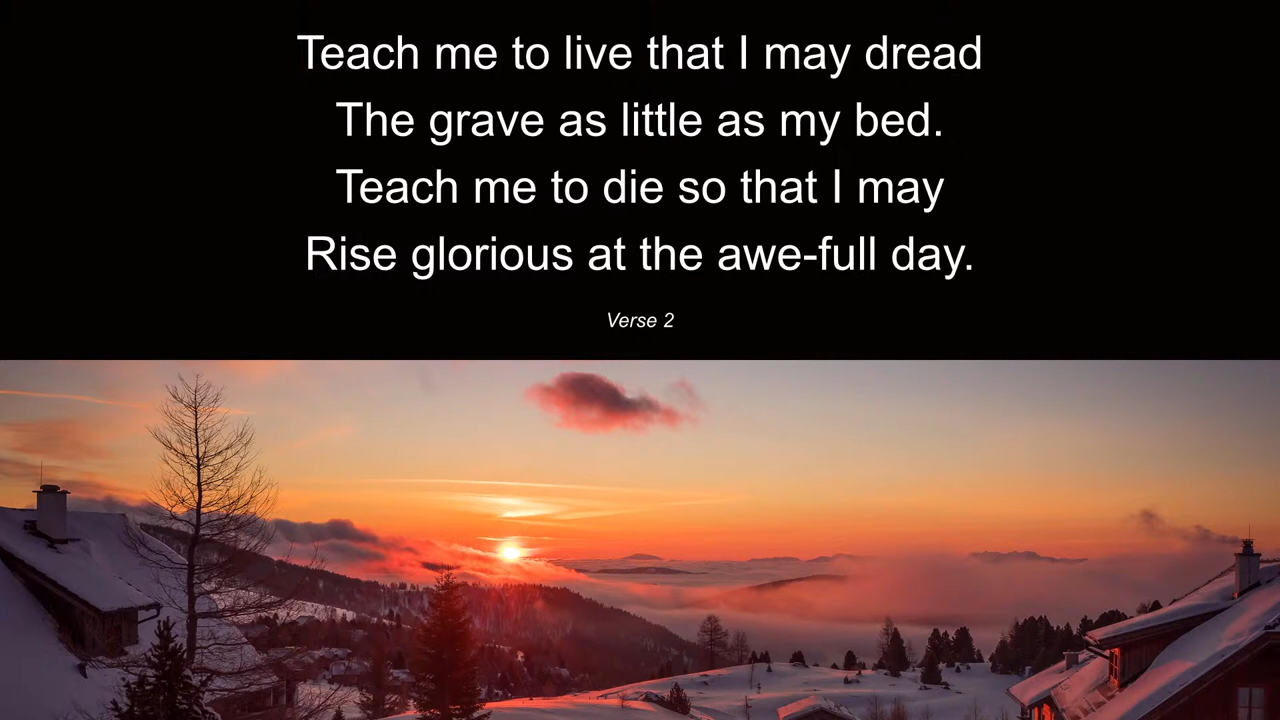 Teach me to live that I may dread
The grave as little as my bed.
Teach me to die so that I may
Rise glorious at the awe-full day.
Verse 2